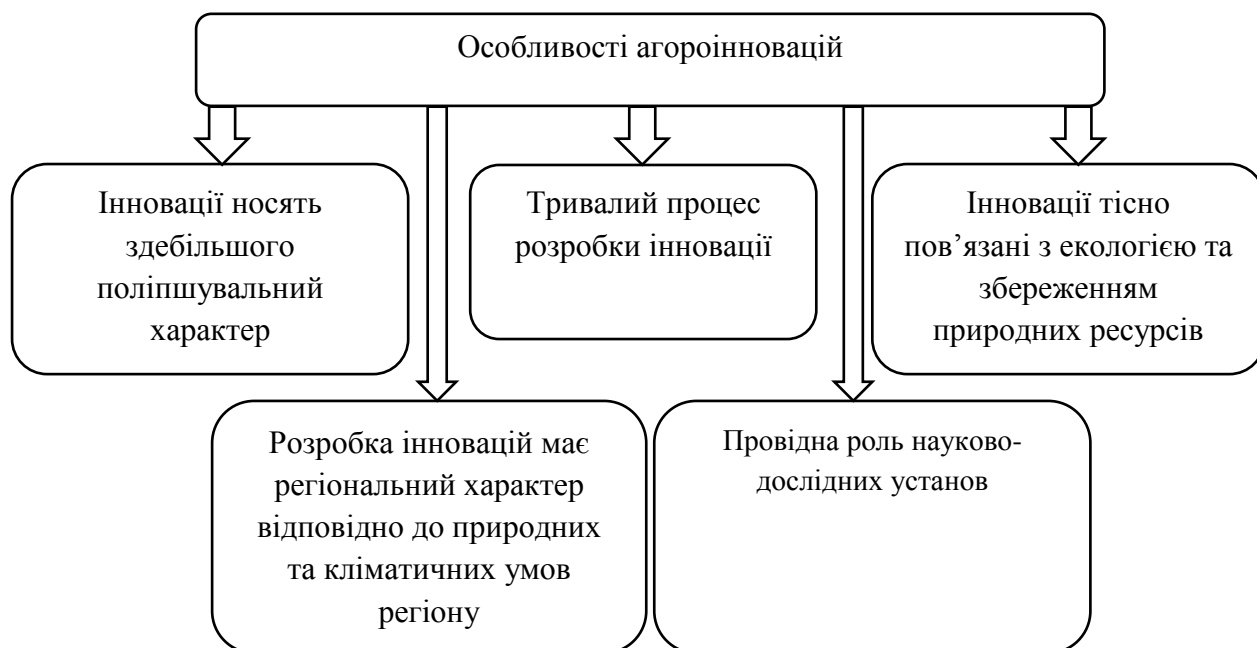 Особливості агороінновацій
Інновації носять
здебільшого
поліпшувальний
характер
Тривалий процес
розробки інновації
Інновації тісно
пов’язані з екологією та
збереженням
природних ресурсів
Розробка інновацій має
регіональний характер
відповідно до природних
та кліматичних умов
регіону
Провідна роль науково-
дослідних установ